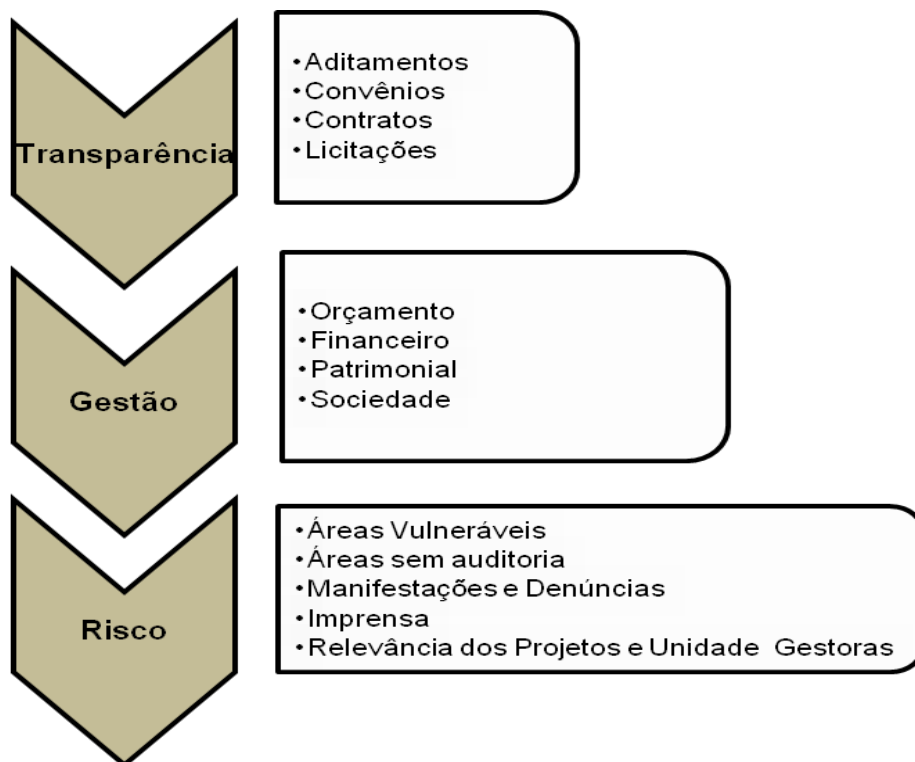 Transparência
•Aditamentos
•Convênios
•Contratos
•Licitações
Gestão
•Orçamento
•Financeiro
•Patrimonial
•Sociedade
Risco
•Áreas Vulneráveis
•Áreas sem auditoria
•Manifestações e Denúncias
•Imprensa
•Relevância dos Projetos e Unidade Gestoras